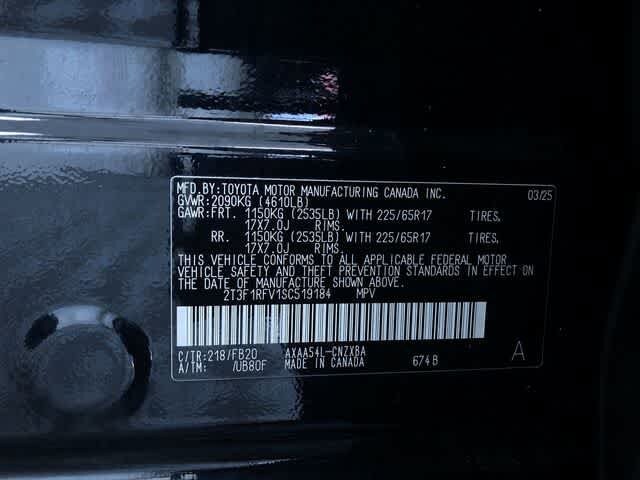 MFD.BY:TOYOTA MOTOR MANUFACTURING CANADA INC. 03/25
GVWR:2090KG (4610LB)
GAWR:FRT. 1150KG (2535LB) WITH 225/65R17 TIRES,
17X7.0J RIMS.
RR. 1150KG (2535LB) WITH 225/65R17 TIRES,
17X7.0J RIMS.
THIS VEHICLE CONFORMS TO ALL APPLICABLE FEDERAL MOTOR
VEHICLE SAFETY AND THEFT PREVENTION STANDARDS IN EFFECT ON
THE DATE OF MANUFACTURE SHOWN ABOVE.
2T3F1RFV1SC519184 MPV
C/TR:218/FB20 AXAA54L-CNZXBA A
A/TM: /UB80F MADE IN CANADA 674B